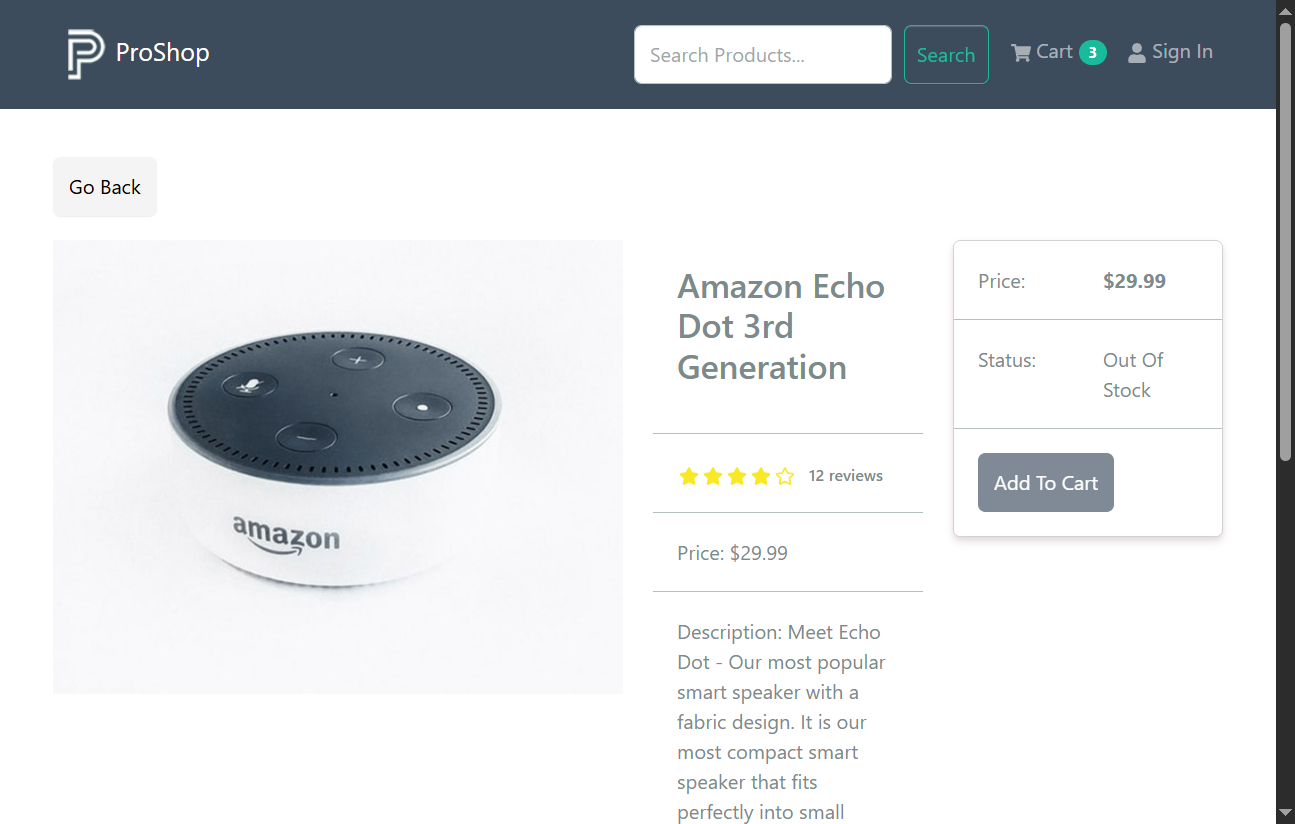 ProShop
Search Products...
Search
Cart 3
Sign In
Go Back
amazon
Amazon Echo
Dot 3rd
Generation
12 reviews
Price: $29.99
Description: Meet Echo
Dot - Our most popular
smart speaker with a
fabric design. It is our
most compact smart
speaker that fits
perfectly into small
Price: $29.99
Status: Out Of
Stock
Add To Cart